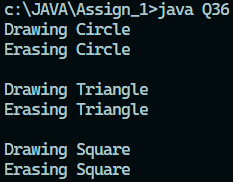 c:\JAVA\Assign_1>java Q36
Drawing Circle
Erasing Circle
Drawing Triangle
Erasing Triangle
Drawing Square
Erasing Square